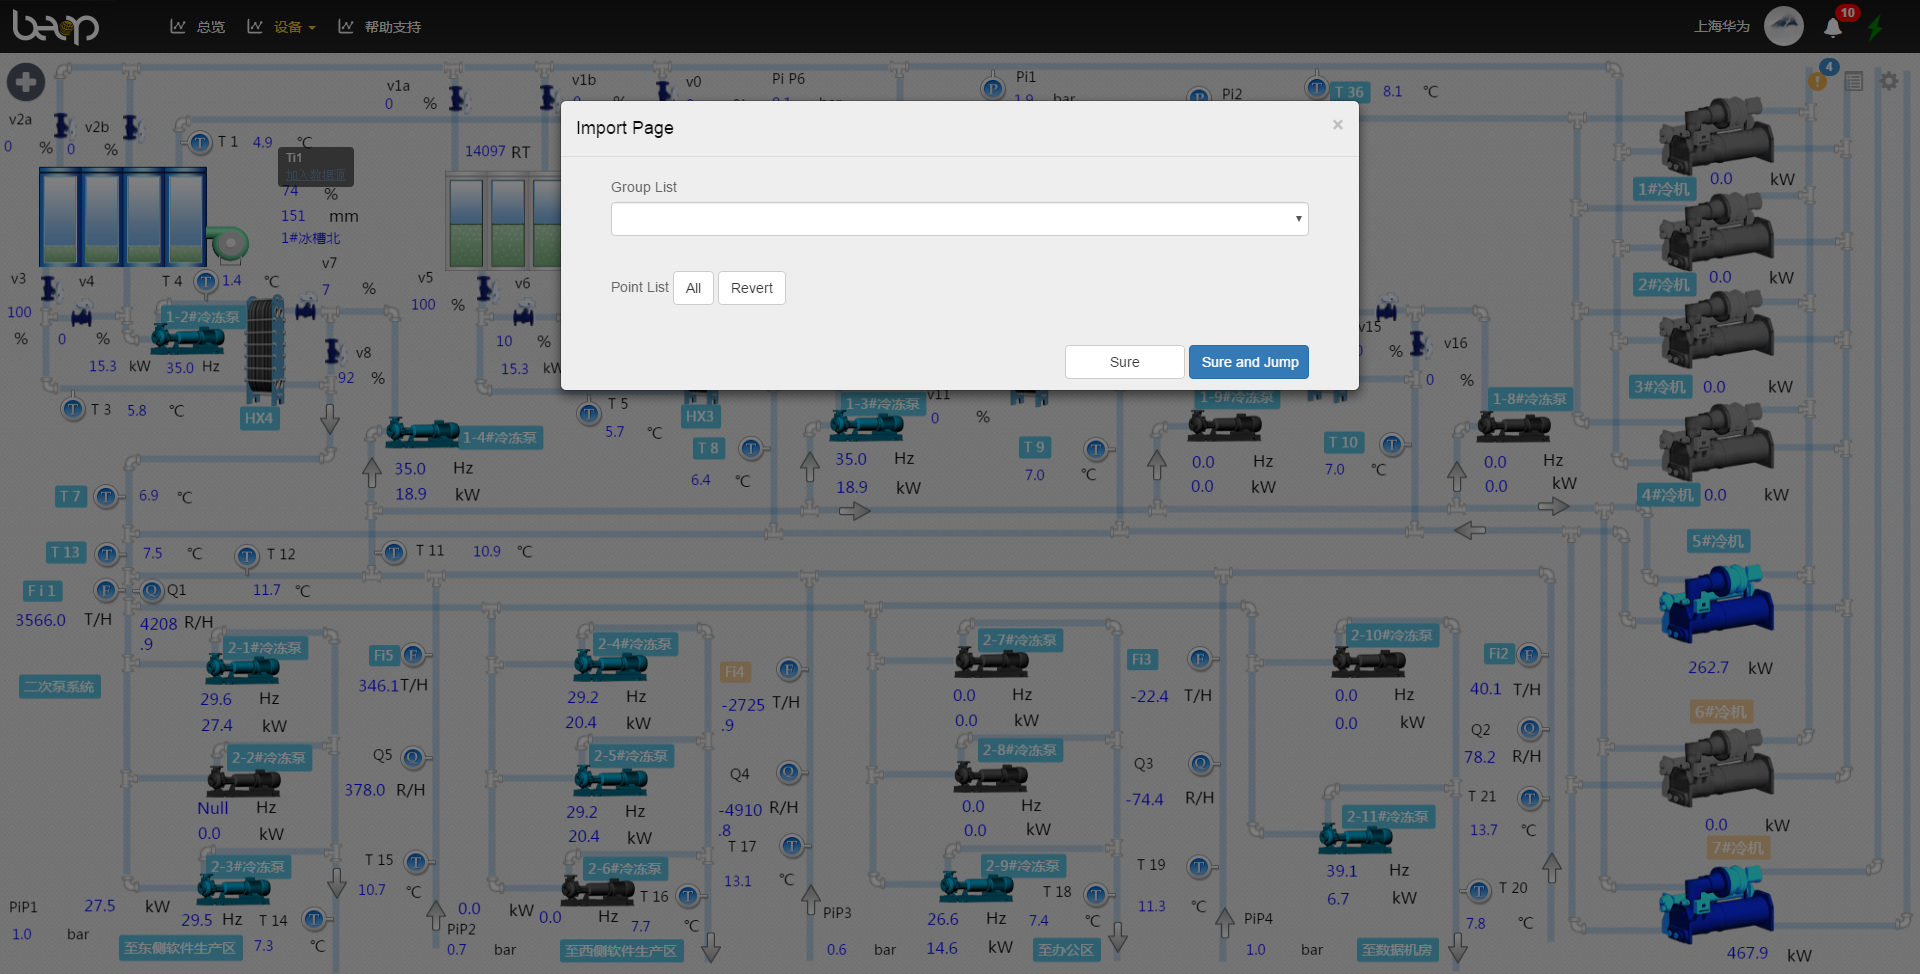 beop
总览
设备
帮助支持
上海华为
10
4
Import Page
×
Group List
Point List
All
Revert
Sure
Sure and Jump
v1a
0 %
v1b
v0
Pi P6
Pi1
1.9 bar
Pi2
T 36 8.1 ℃
v2a
0 %
v2b
0 %
T 1 4.9 ℃
Ti1
加入数据源
74 %
151 mm
1#冰槽北
14097 RT
v3
100 %
v4
0 %
T 4 1.4 ℃
v7
7 %
v5
100 %
v6
10 %
15.3 kW
1-2#冷冻泵
15.3 kW 35.0 Hz
v8
92 %
T 3 5.8 ℃
HX4
1-4#冷冻泵
35.0 Hz
18.9 kW
T 5
5.7 ℃
HX3
T 8
6.4 ℃
1-3#冷冻泵
v11
0 %
35.0 Hz
18.9 kW
T 9
7.0 ℃
1-9#冷冻泵
0.0 Hz
0.0 kW
T 10
7.0 ℃
v15
%
v16
0 %
1-8#冷冻泵
0.0 Hz
0.0 kW
1#冷机 0.0 kW
2#冷机 0.0 kW
3#冷机 0.0 kW
4#冷机 0.0 kW
5#冷机
262.7 kW
6#冷机
0.0 kW
7#冷机
467.9 kW
T 7 6.9 ℃
T 13 7.5 ℃
T 12
11.7 ℃
T 11 10.9 ℃
Fi1
3566.0 T/H
Q1
4208.9 R/H
二次泵系统
2-1#冷冻泵
29.6 Hz
27.4 kW
2-2#冷冻泵
Null Hz
0.0 kW
2-3#冷冻泵
29.5 Hz
27.5 kW
PiP1
1.0 bar
T 14
7.3 ℃
至东侧软件生产区
Fi5
346.1 T/H
Q5
378.0 R/H
T 15
10.7 ℃
PiP2
0.7 bar
2-4#冷冻泵
29.2 Hz
20.4 kW
2-5#冷冻泵
29.2 Hz
20.4 kW
2-6#冷冻泵
0.0 kW 0.0 Hz
T 16
7.7 ℃
至西侧软件生产区
Fi4
-2725.9 T/H
Q4
-4910.8 R/H
T 17
13.1 ℃
PiP3
0.6 bar
2-7#冷冻泵
0.0 Hz
0.0 kW
2-8#冷冻泵
0.0 Hz
0.0 kW
2-9#冷冻泵
26.6 Hz
14.6 kW
T 18
7.4 ℃
至办公区
Fi3
-22.4 T/H
Q3
-74.4 R/H
T 19
11.3 ℃
PiP4
1.0 bar
2-10#冷冻泵
0.0 Hz
0.0 kW
2-11#冷冻泵
39.1 Hz
6.7 kW
至数据机房
Fi2
40.1 T/H
Q2
78.2 R/H
T 21
13.7 ℃
T 20
7.8 ℃